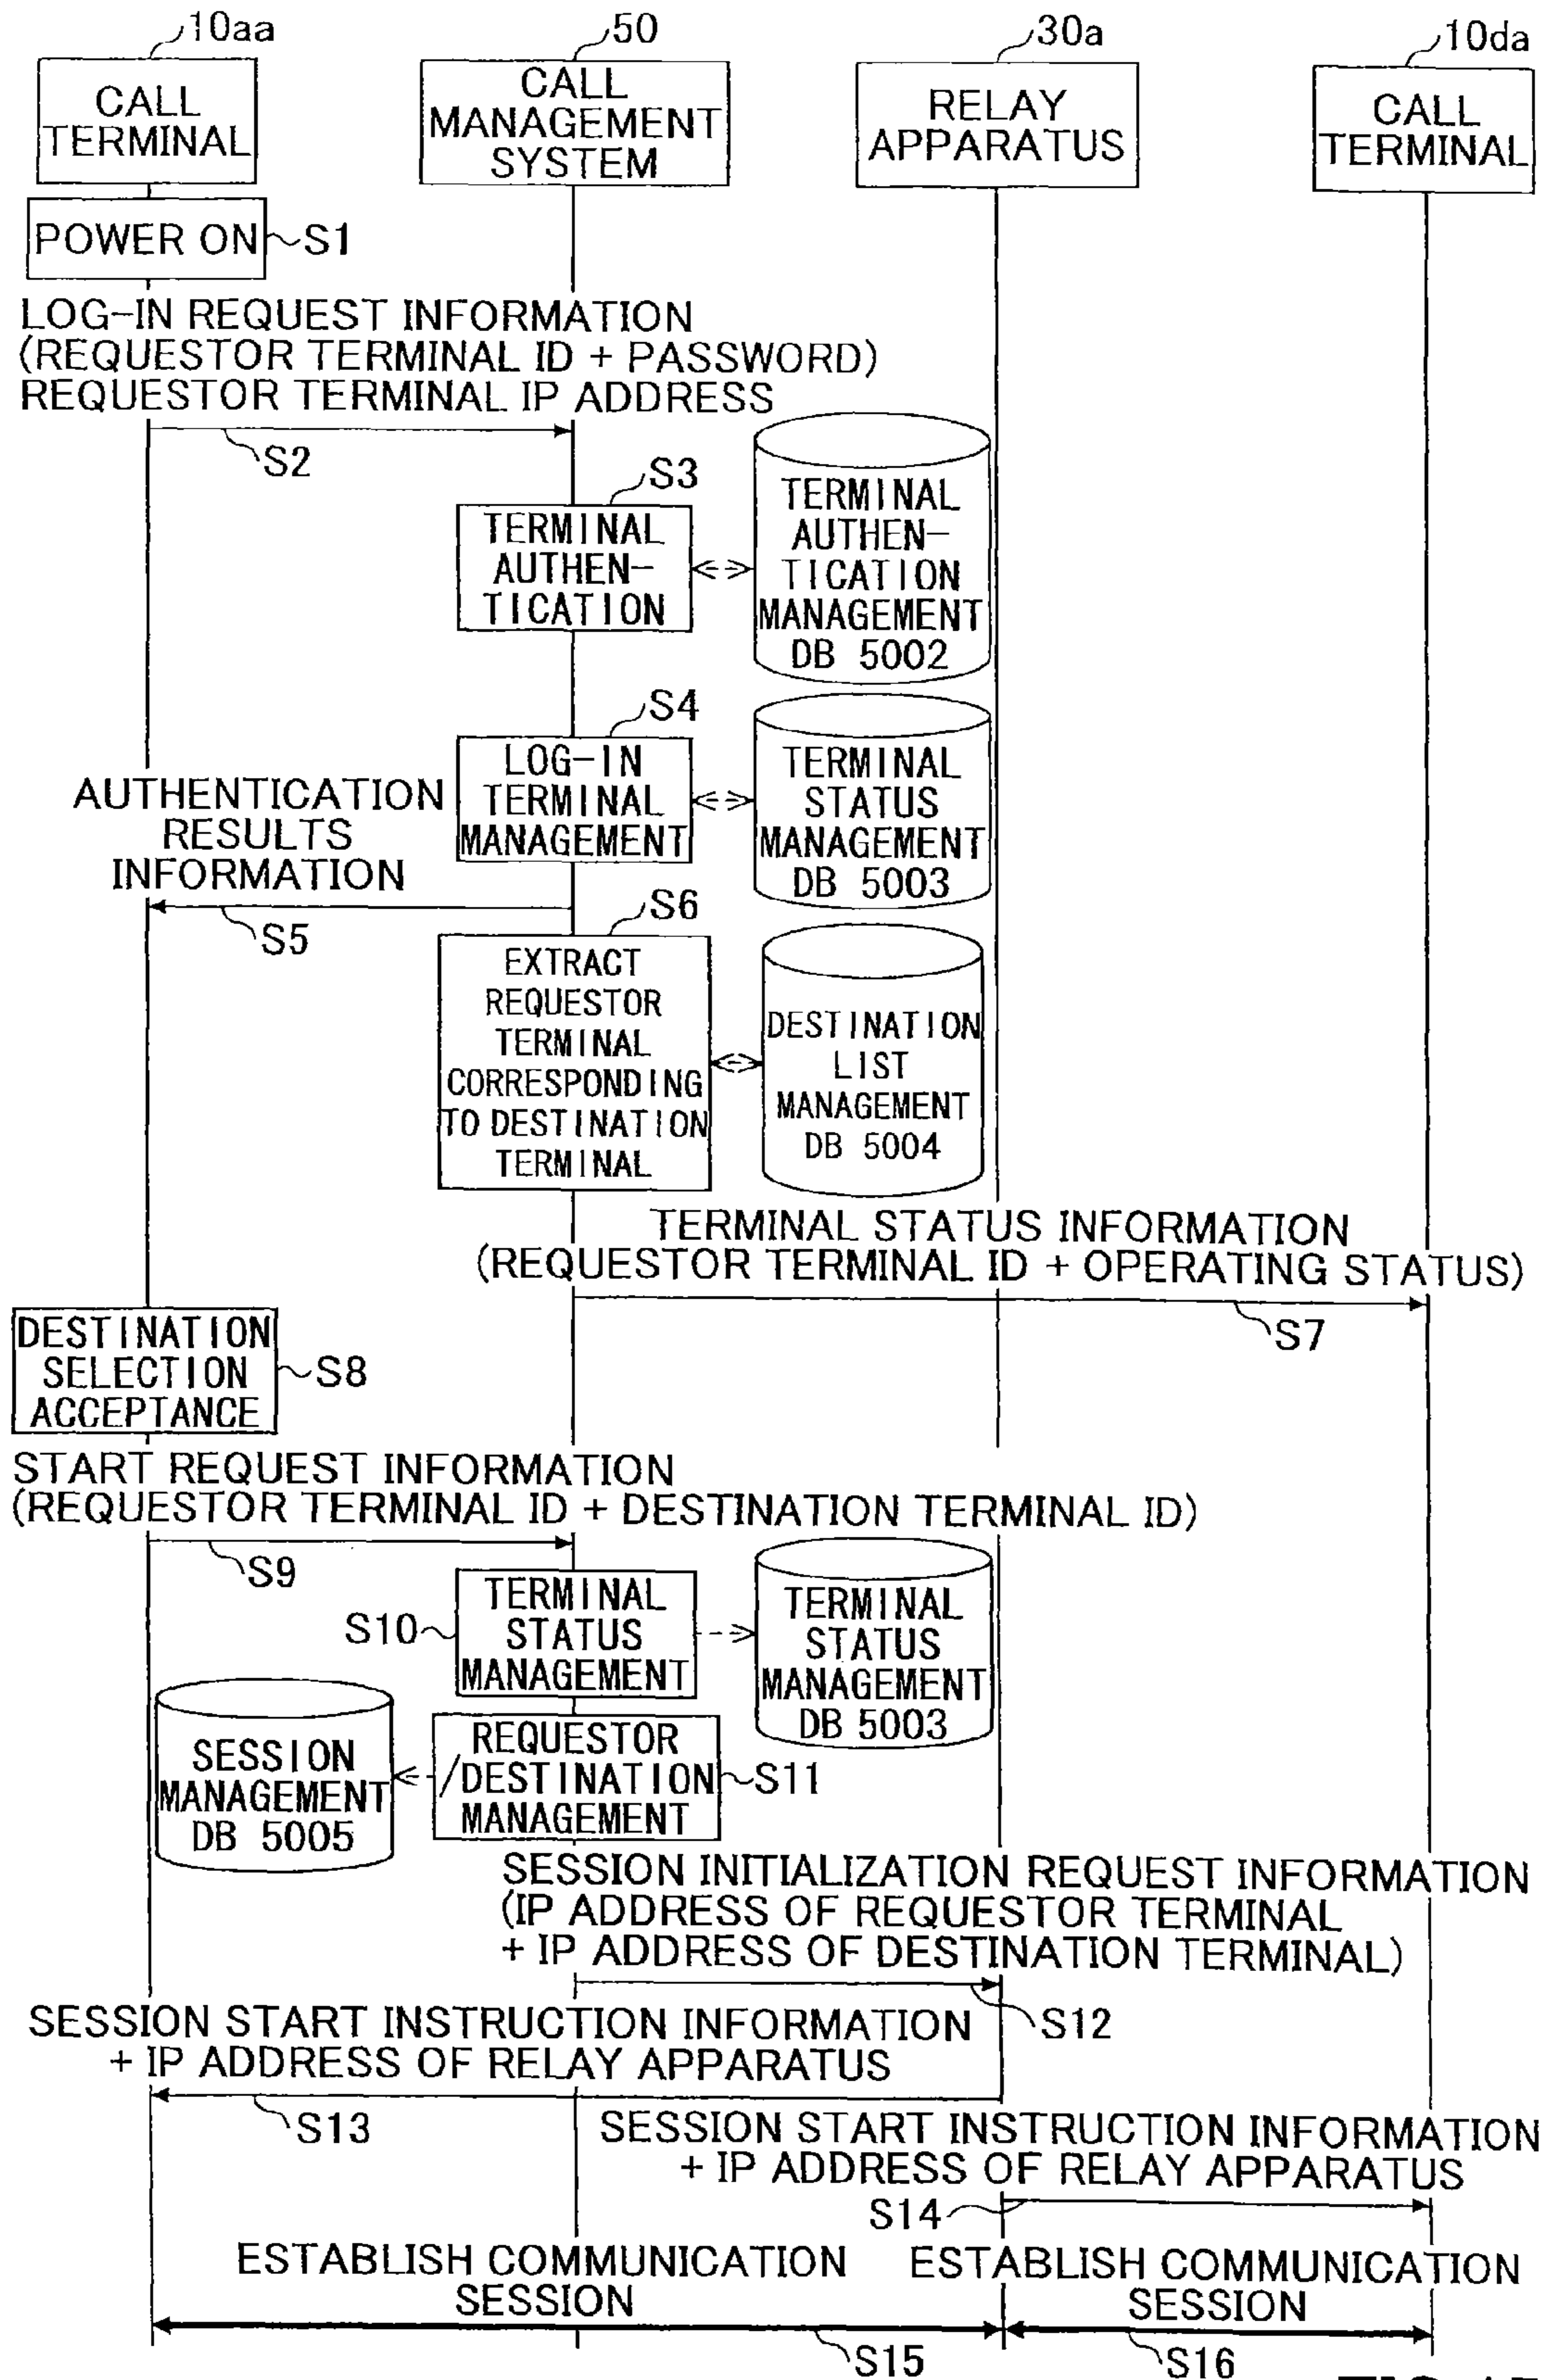 10aa
50
30a
10da
CALL
TERMINAL
CALL
MANAGEMENT
SYSTEM
RELAY
APPARATUS
CALL
TERMINAL
POWER ON
S1
LOG-IN REQUEST INFORMATION
(REQUESTOR TERMINAL ID + PASSWORD)
REQUESTOR TERMINAL IP ADDRESS
S2
S3
TERMINAL
AUTHEN-
TICATION
TERMINAL
AUTHEN-
TICATION
MANAGEMENT
DB 5002
S4
LOG-IN
TERMINAL
MANAGEMENT
TERMINAL
STATUS
MANAGEMENT
DB 5003
AUTHENTICATION
RESULTS
INFORMATION
S5
S6
EXTRACT
REQUESTOR
TERMINAL
CORRESPONDING
TO DESTINATION
TERMINAL
DESTINATION
LIST
MANAGEMENT
DB 5004
TERMINAL STATUS INFORMATION
(REQUESTOR TERMINAL ID + OPERATING STATUS)
S7
DESTINATION
SELECTION
ACCEPTANCE
S8
START REQUEST INFORMATION
(REQUESTOR TERMINAL ID + DESTINATION TERMINAL ID)
S9
S10
TERMINAL
STATUS
MANAGEMENT
TERMINAL
STATUS
MANAGEMENT
DB 5003
SESSION
MANAGEMENT
DB 5005
REQUESTOR
/DESTINATION
MANAGEMENT
S11
SESSION INITIALIZATION REQUEST INFORMATION
(IP ADDRESS OF REQUESTOR TERMINAL
+ IP ADDRESS OF DESTINATION TERMINAL)
S12
SESSION START INSTRUCTION INFORMATION
+ IP ADDRESS OF RELAY APPARATUS
S13
SESSION START INSTRUCTION INFORMATION
+ IP ADDRESS OF RELAY APPARATUS
S14
ESTABLISH COMMUNICATION
SESSION
ESTABLISH COMMUNICATION
SESSION
S15
S16